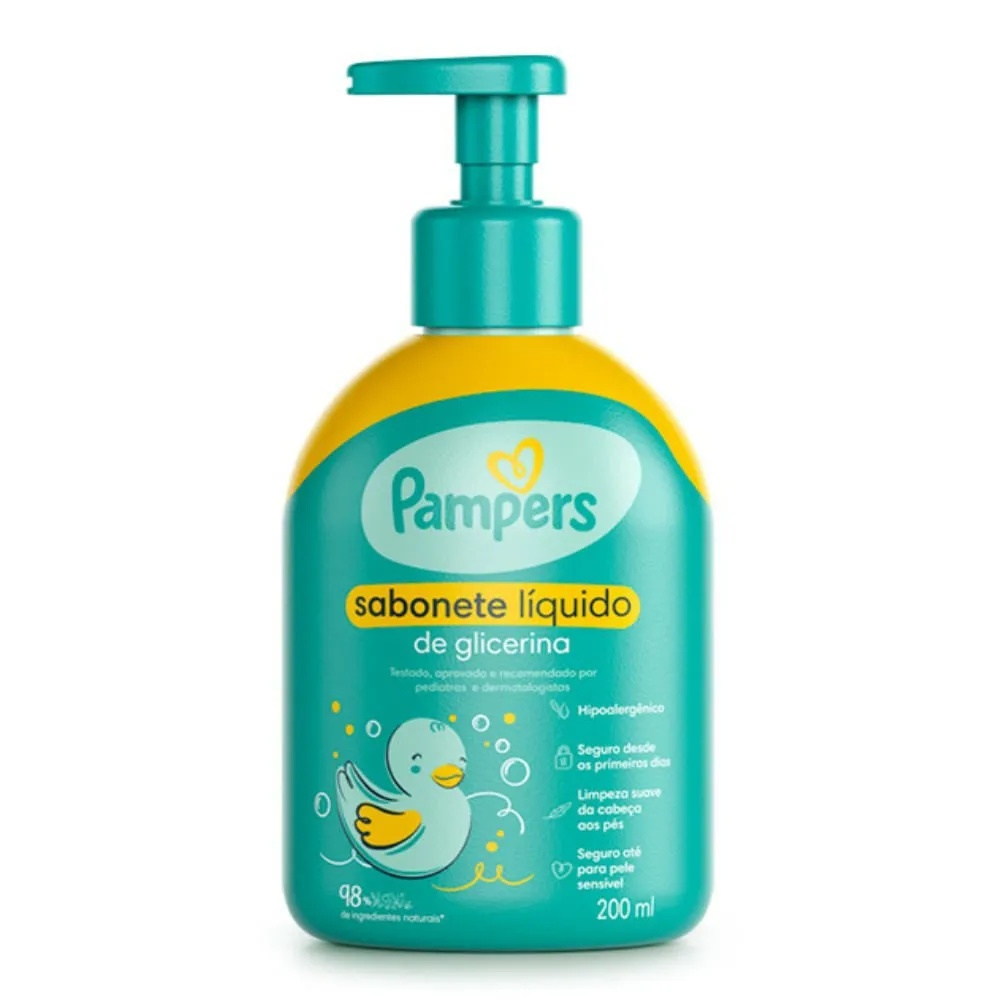 Pampers
sabonete líquido
de glicerina
Testado, aprovado e recomendado por
pediatras e dermatologistas
Hipoalergênico
Seguro desde
os primeiros dias
Limpeza suave
da cabeça
aos pés
Seguro até
para pele
sensível
98%
de ingredientes naturais*
200 ml